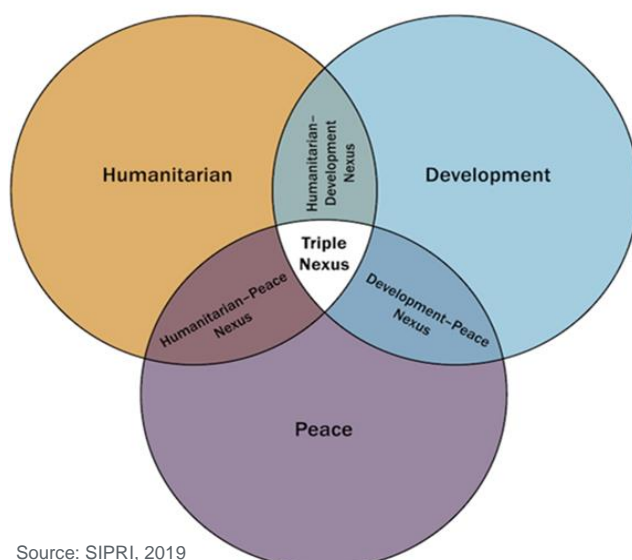 Humanitarian
Humanitarian–
Development
Nexus
Development
Triple
Nexus
Humanitarian–Peace
Nexus
Development–Peace
Nexus
Peace
Source: SIPRI, 2019